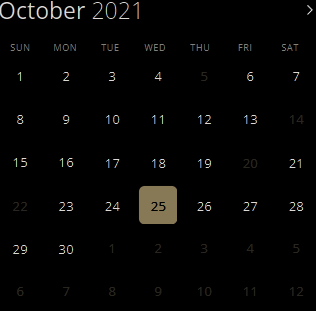 October 2021
SUN MON TUE WED THU FRI SAT
1 2 3 4 5 6 7
8 9 10 11 12 13 14
15 16 17 18 19 20 21
22 23 24 25 26 27 28
29 30 1 2 3 4 5
6 7 8 9 10 11 12